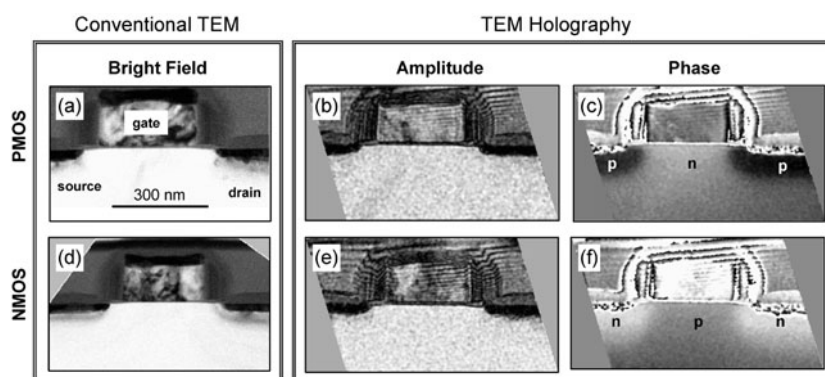 Conventional TEM
TEM Holography
Bright Field
Amplitude
Phase
PMOS
(a)
gate
source
300 nm
drain
(b)
(c)
p
n
p
NMOS
(d)
(e)
(f)
n
p
n